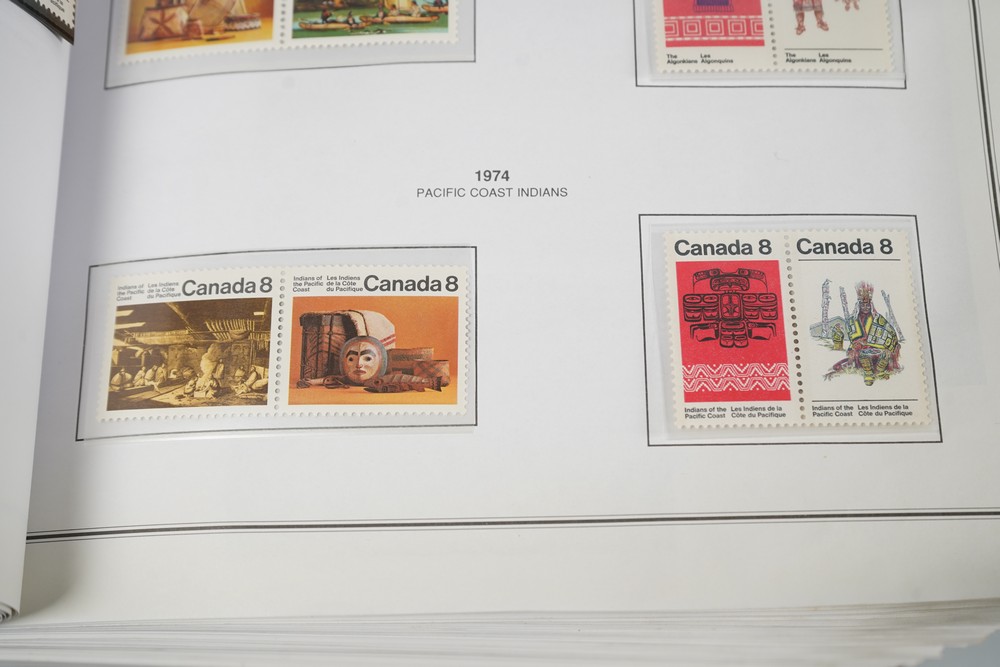 The Les
Algonkians Algonquins
The Les
Algonkians Algonquins
1974
PACIFIC COAST INDIANS
Indians of Les Indiens
the Pacific de la Côte
Coast du Pacifique
Canada 8
Indians of Les Indiens
the Pacific de la Côte
Coast du Pacifique
Canada 8
Canada 8
Indians of the Les Indiens de la
Pacific Coast Côte du Pacifique
Canada 8
Indians of the Les Indiens de la
Pacific Coast Côte du Pacifique